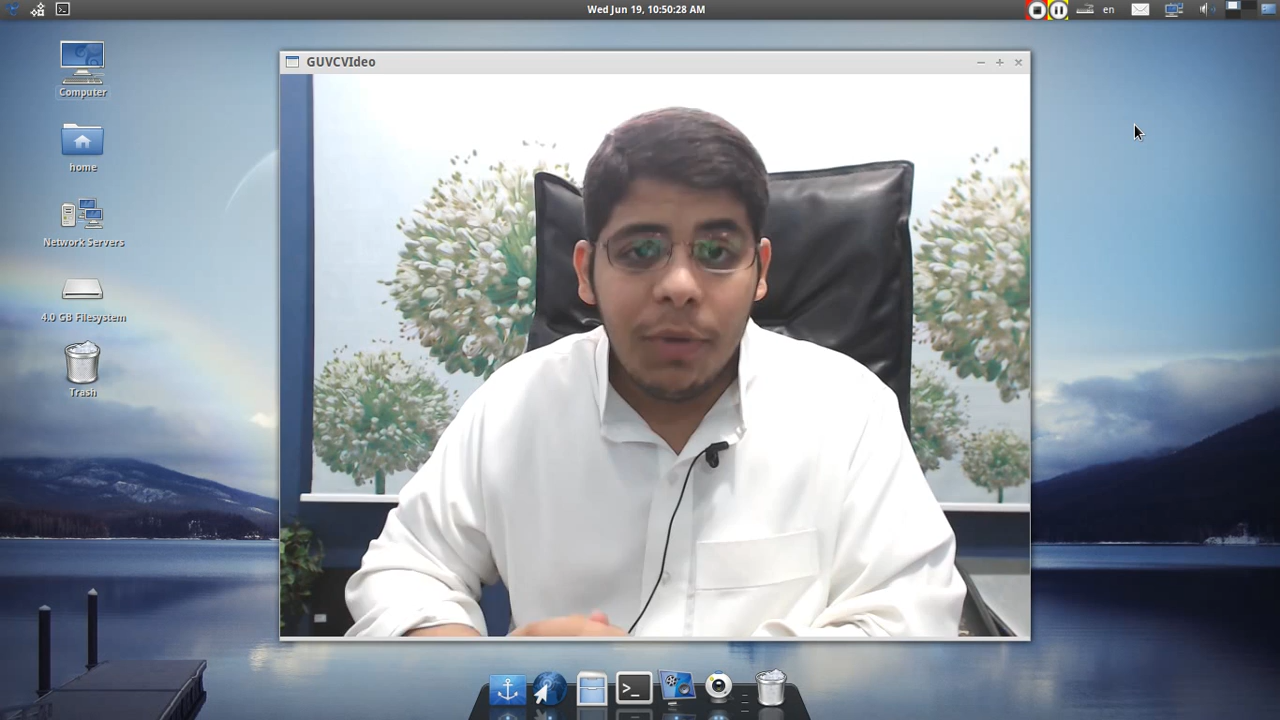 Wed Jun 19, 10:50:28 AM
en
GUVCVIdeo
Computer
home
Network Servers
4.0 GB Filesystem
Trash
>_